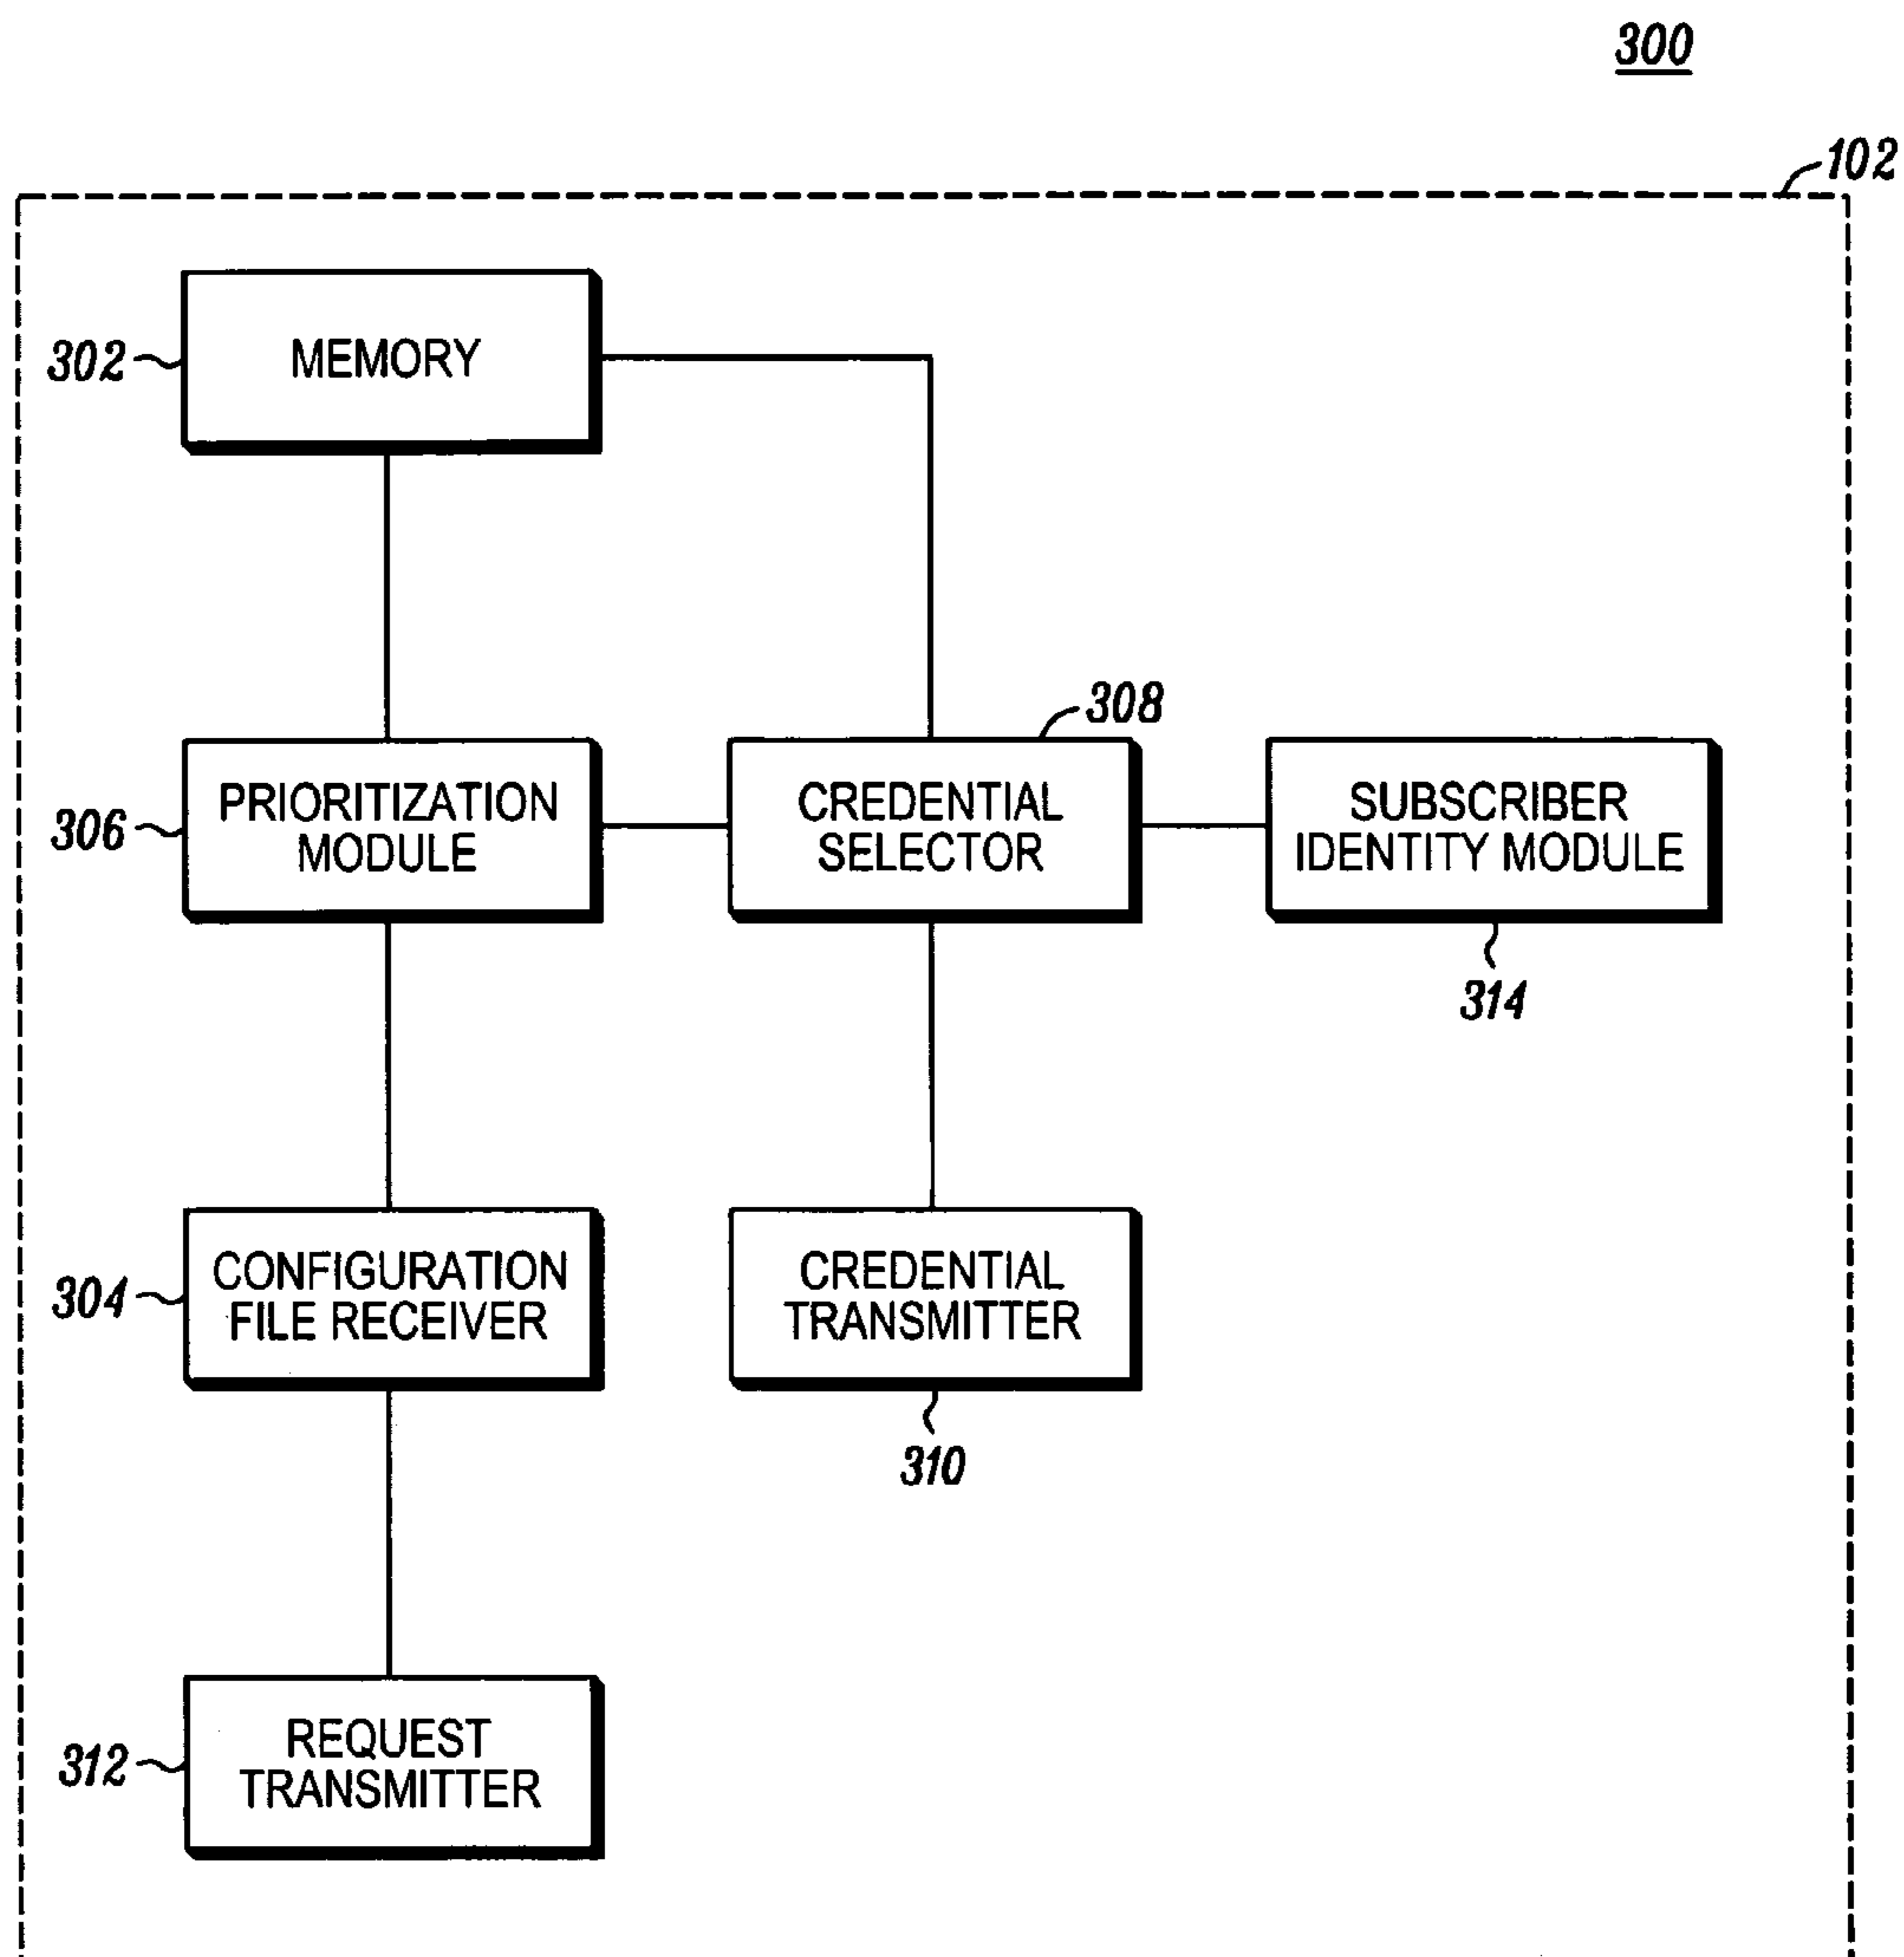 300
102
302
MEMORY
308
306
PRIORITIZATION
MODULE
CREDENTIAL
SELECTOR
SUBSCRIBER
IDENTITY MODULE
314
304
CONFIGURATION
FILE RECEIVER
CREDENTIAL
TRANSMITTER
310
312
REQUEST
TRANSMITTER